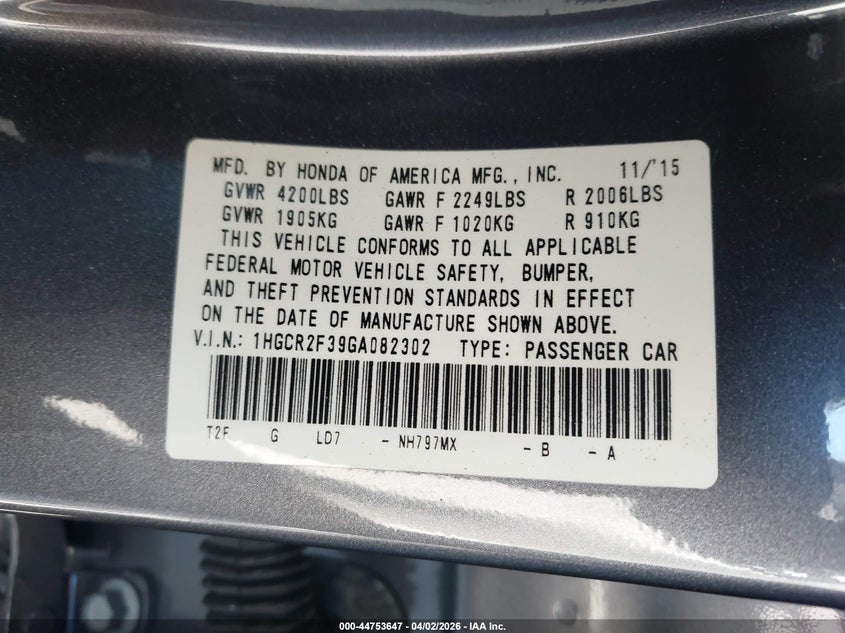 MFD. BY HONDA OF AMERICA MFG., INC. 11/'15
GVWR 4200LBS GAWR F 2249LBS R 2006LBS
GVWR 1905KG GAWR F 1020KG R 910KG
THIS VEHICLE CONFORMS TO ALL APPLICABLE
FEDERAL MOTOR VEHICLE SAFETY, BUMPER,
AND THEFT PREVENTION STANDARDS IN EFFECT
ON THE DATE OF MANUFACTURE SHOWN ABOVE.
V.I.N.: 1HGCR2F39GA082302 TYPE: PASSENGER CAR
T2F G LD7 - NH797MX - B - A
000-44753647 - 04/02/2026 - IAA Inc.